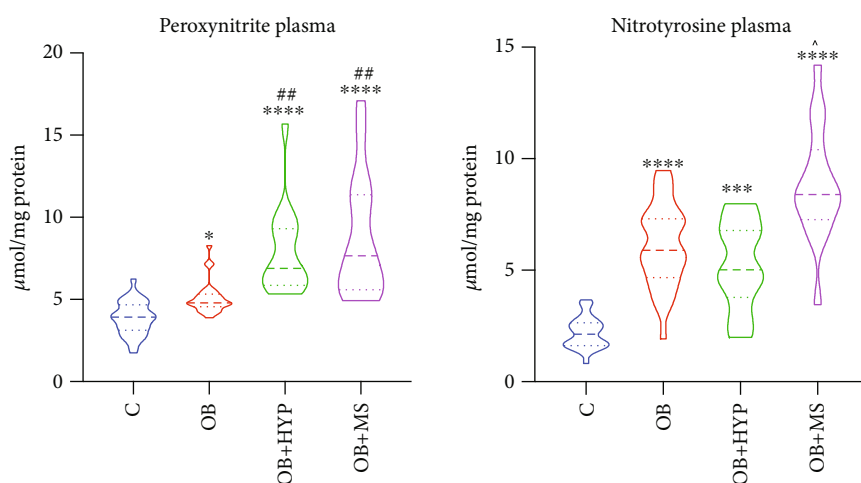 Peroxynitrite plasma
μmol/mg protein
20
15
10
5
0
*
##
****
##
****
C
OB
OB+HYP
OB+MS
Nitrotyrosine plasma
μmol/mg protein
15
10
5
0
****
***
^
****
C
OB
OB+HYP
OB+MS